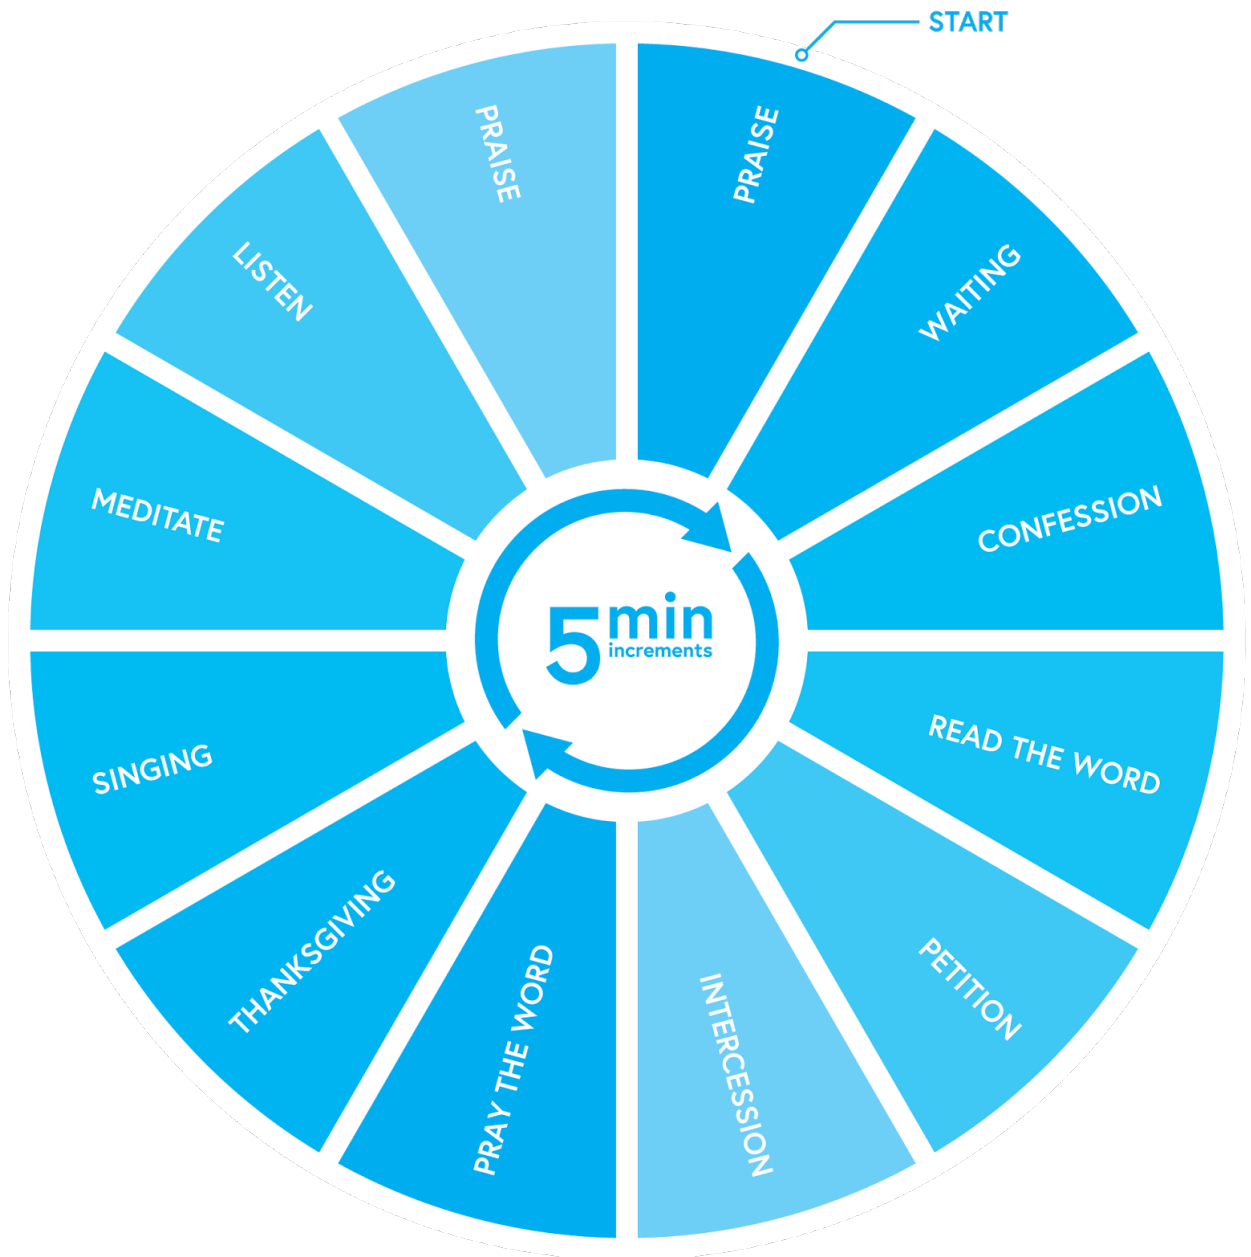 START
PRAISE
WAITING
CONFESSION
READ THE WORD
PETITION
INTERCESSION
PRAY THE WORD
THANKSGIVING
SINGING
MEDITATE
LISTEN
PRAISE
5 min
increments